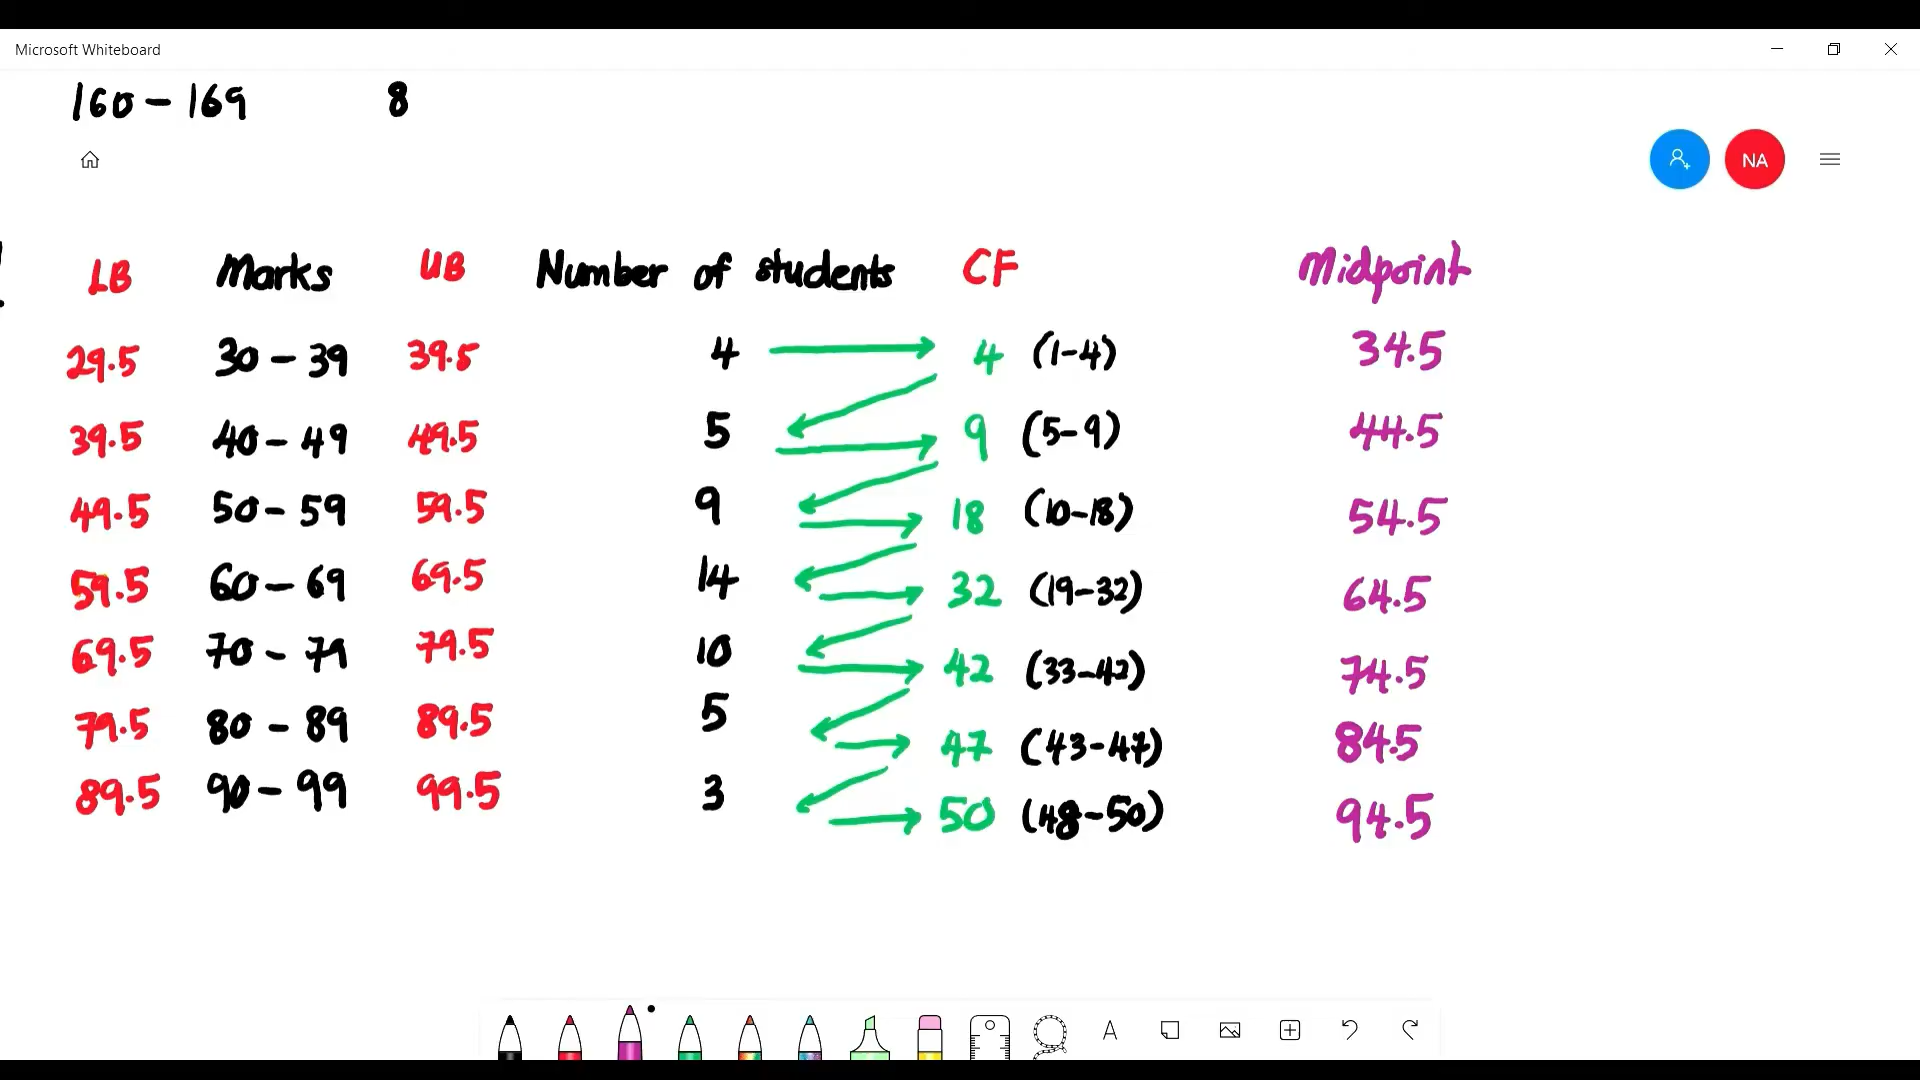 Microsoft Whiteboard
160 - 169 8
NA
LB Marks UB Number of students CF Midpoint
29.5 30 - 39 39.5 4 4 (1-4) 34.5
39.5 40 - 49 49.5 5 9 (5-9) 44.5
49.5 50 - 59 59.5 9 18 (10-18) 54.5
59.5 60 - 69 69.5 14 32 (19-32) 64.5
69.5 70 - 79 79.5 10 42 (33-42) 74.5
79.5 80 - 89 89.5 5 47 (43-47) 84.5
89.5 90 - 99 99.5 3 50 (48-50) 94.5